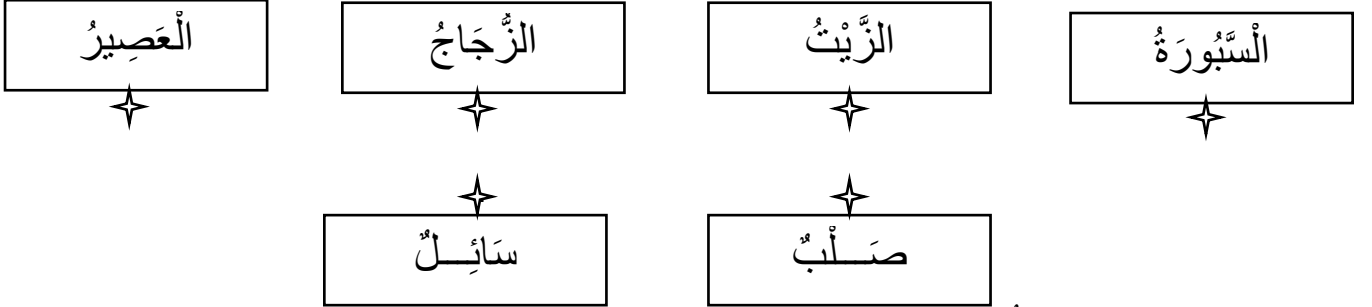 الْسَّبُورَةُ الزَّيْتُ الزُّجَاجُ الْعَصِيرُ
صَـــلْبٌ سَائِـــلٌ